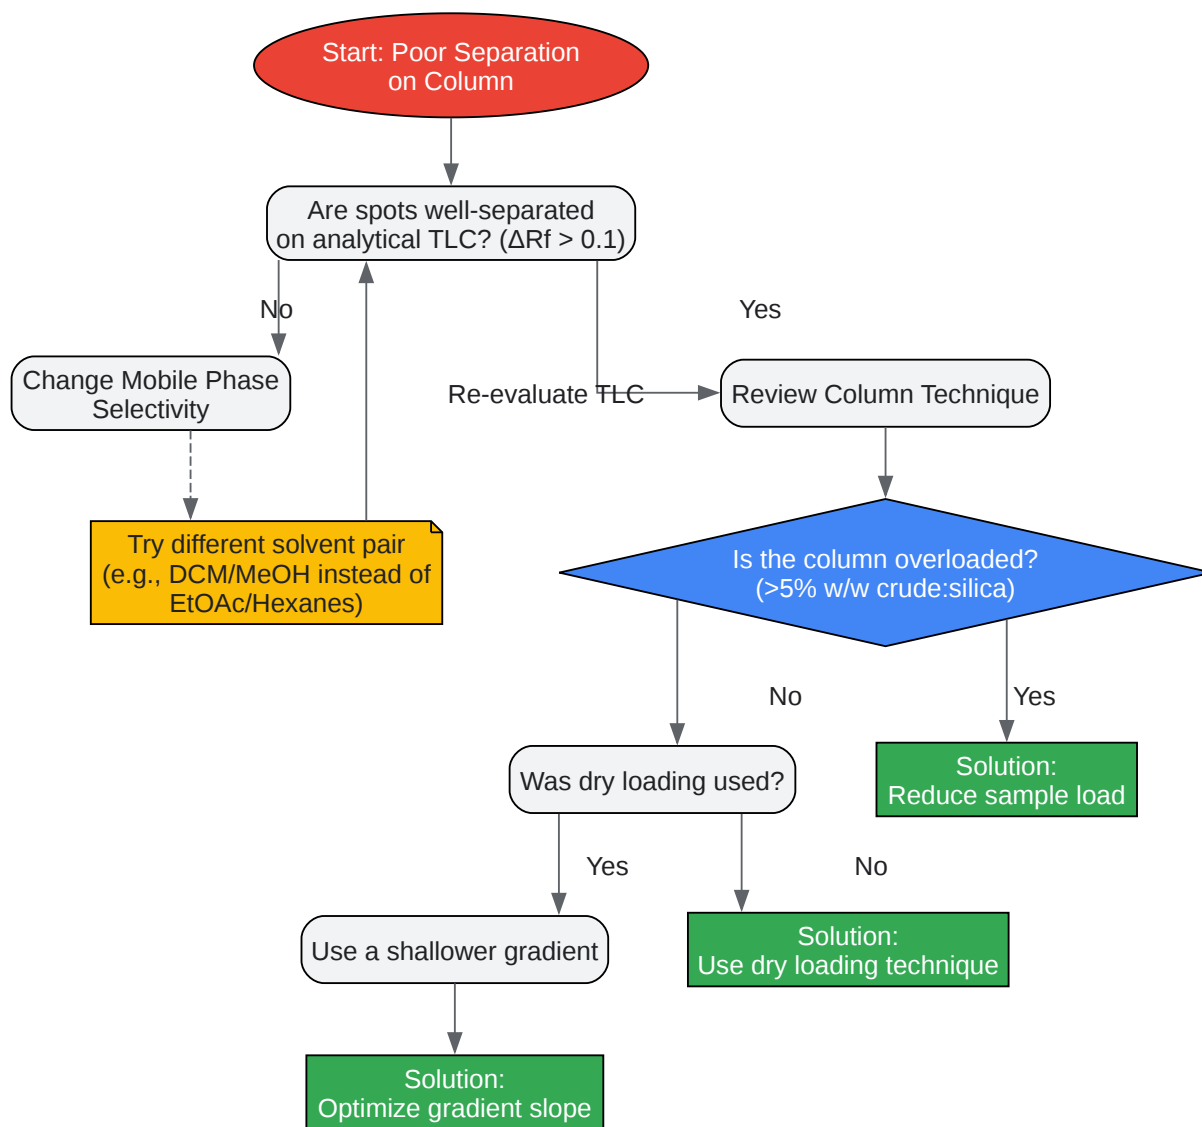 Start: Poor Separation
on Column
Are spots well-separated
on analytical TLC? (ΔRf > 0.1)
No
Yes
Change Mobile Phase
Selectivity
Re-evaluate TLC
Review Column Technique
Try different solvent pair
(e.g., DCM/MeOH instead of
EtOAc/Hexanes)
Is the column overloaded?
(>5% w/w crude:silica)
No
Yes
Was dry loading used?
Solution:
Reduce sample load
Yes
No
Use a shallower gradient
Solution:
Use dry loading technique
Solution:
Optimize gradient slope